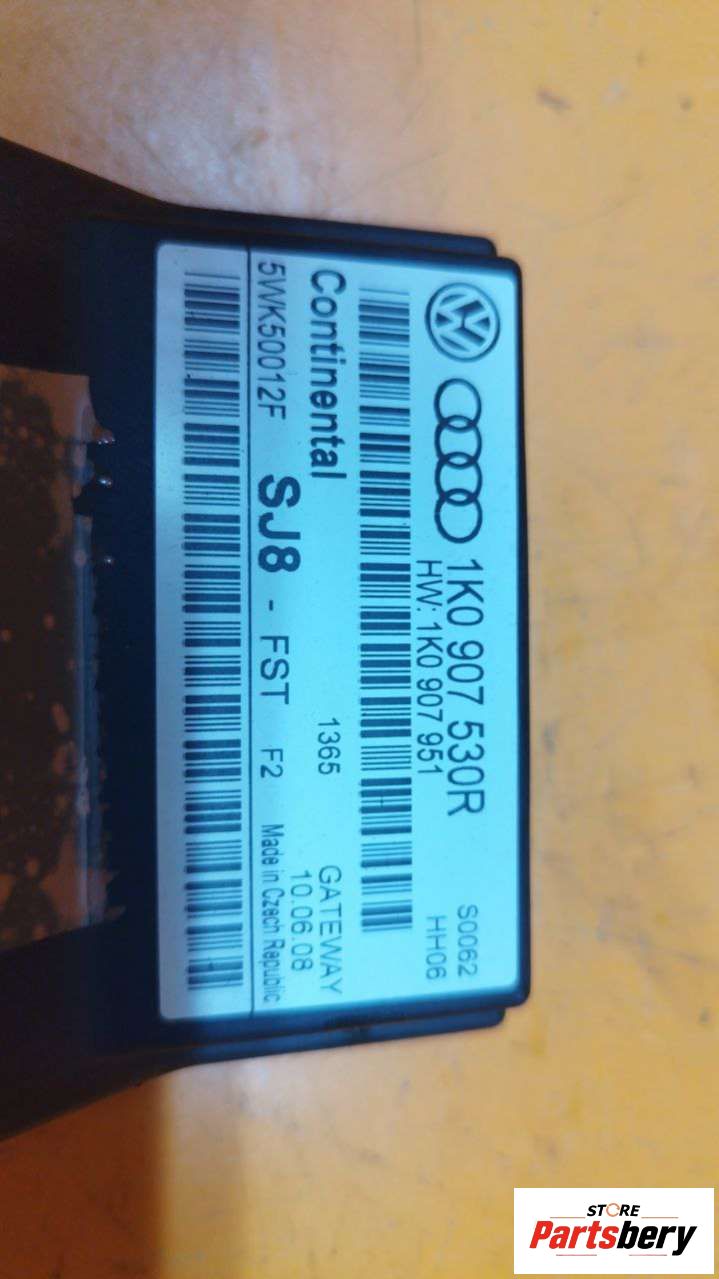 1K0 907 530R S0062
HW: 1K0 907 951 HH06
Continental 1365 GATEWAY
10.06.08
5WK50012F SJ8 - FST F2 Made in Czech Republic
STORE
Partsbery